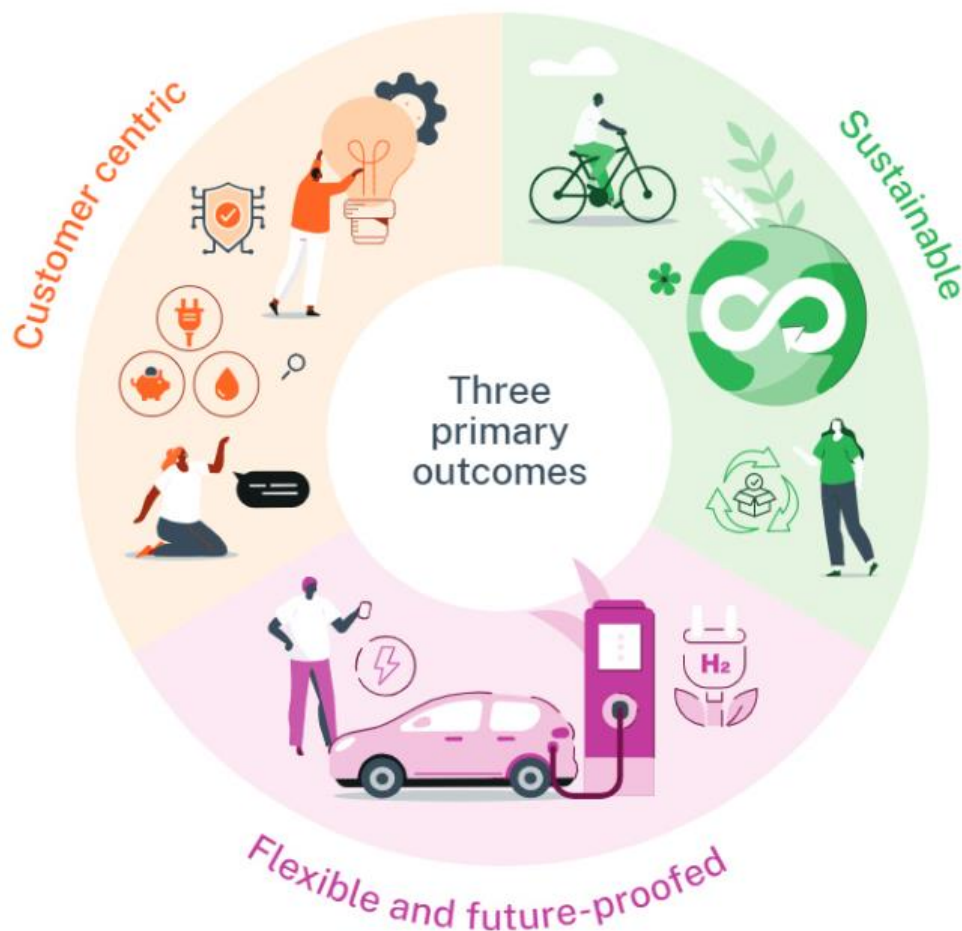 Customer centric
Sustainable
Three
primary
outcomes
H₂
Flexible and future-proofed